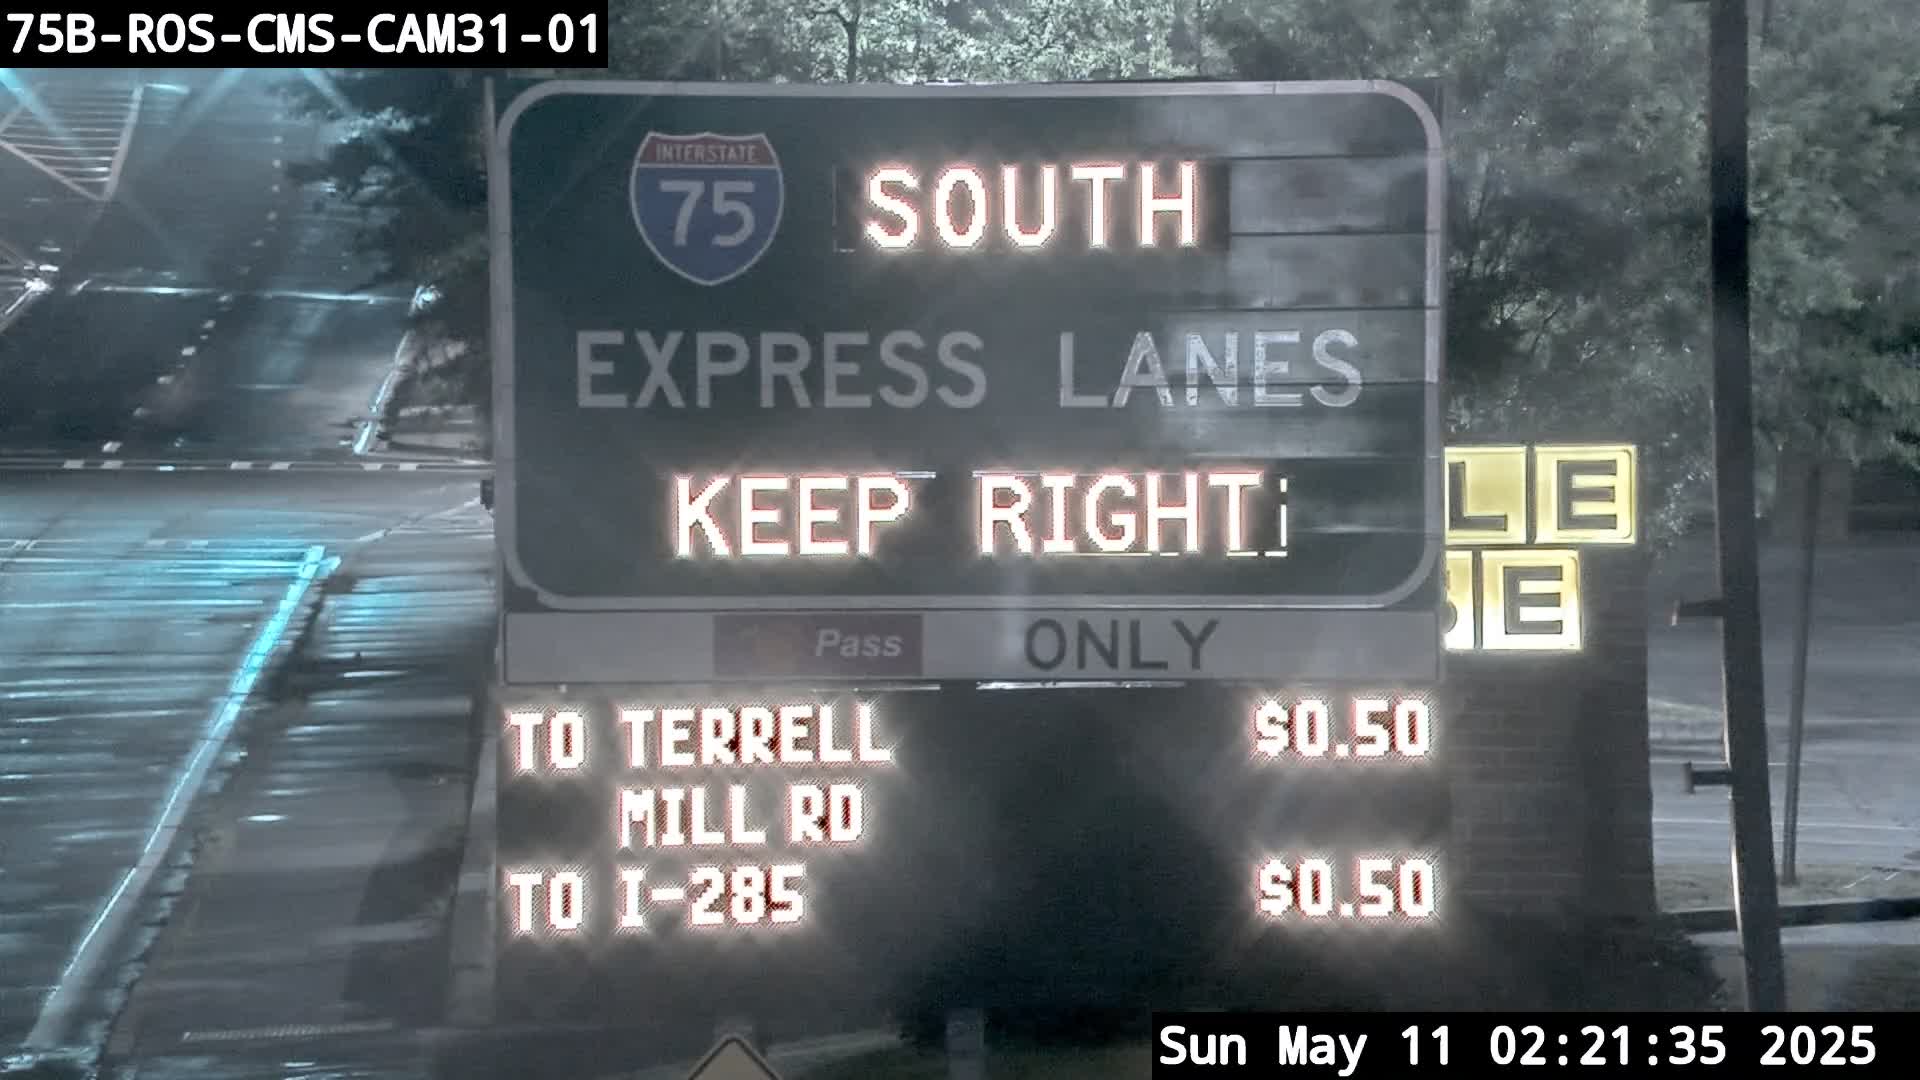 75B-ROS-CMS-CAM31-01
INTERSTATE
75
SOUTH
EXPRESS LANES
KEEP RIGHT
Pass ONLY
TO TERRELL $0.50
MILL RD
TO I-285 $0.50
LE
E
Sun May 11 02:21:35 2025